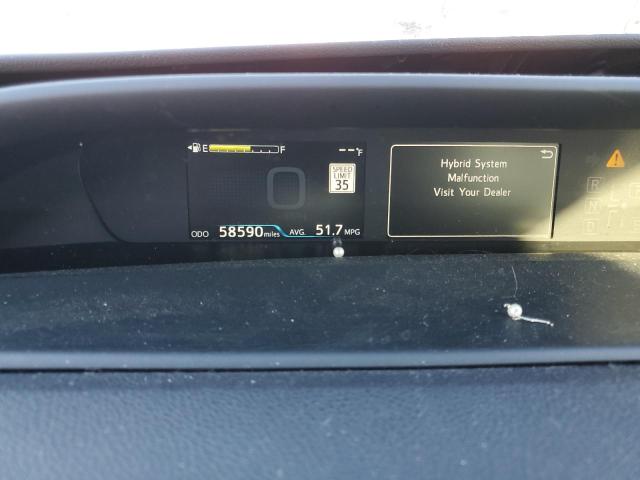 E F
--°F
0
SPEED
LIMIT
35
ODO 58590 miles AVG. 51.7 MPG
Hybrid System
Malfunction
Visit Your Dealer
R
N
D